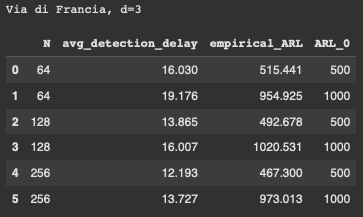 Via di Francia, d=3
N avg_detection_delay empirical_ARL ARL_0
0 64 16.030 515.441 500
1 64 19.176 954.925 1000
2 128 13.865 492.678 500
3 128 16.007 1020.531 1000
4 256 12.193 467.300 500
5 256 13.727 973.013 1000